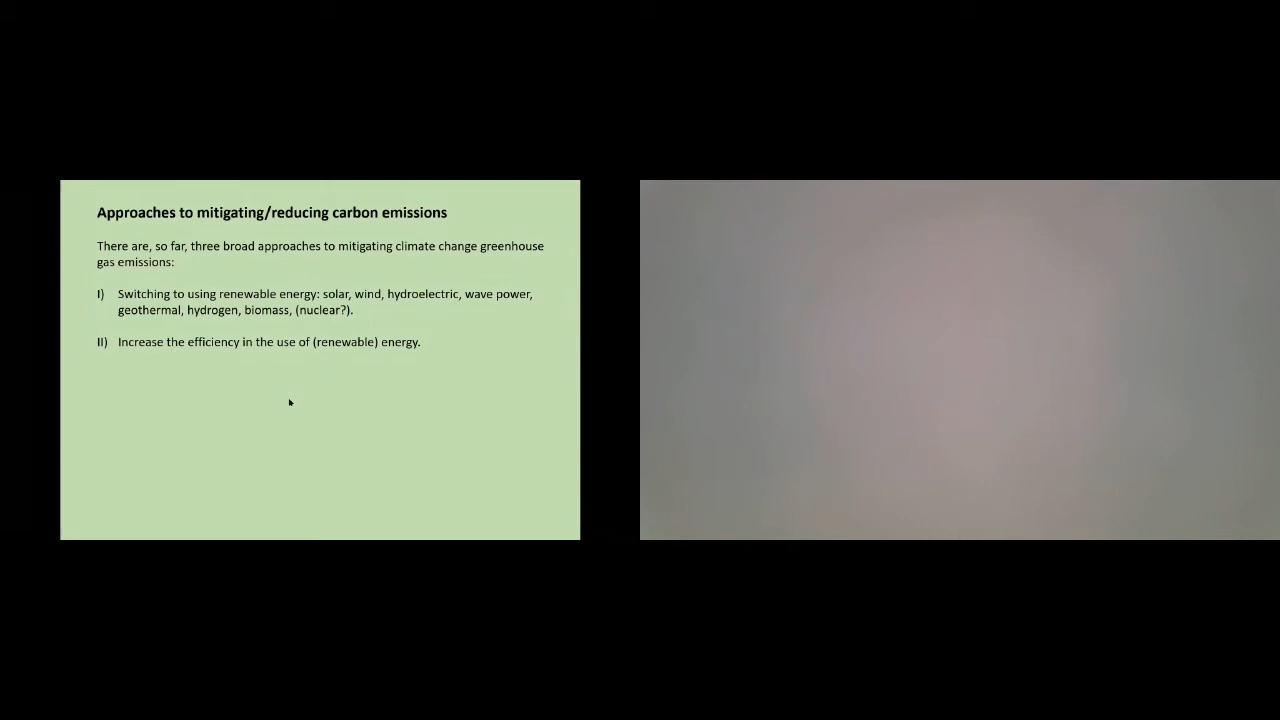 Approaches to mitigating/reducing carbon emissions
There are, so far, three broad approaches to mitigating climate change greenhouse
gas emissions:
I) Switching to using renewable energy: solar, wind, hydroelectric, wave power,
geothermal, hydrogen, biomass, (nuclear?).
II) Increase the efficiency in the use of (renewable) energy.